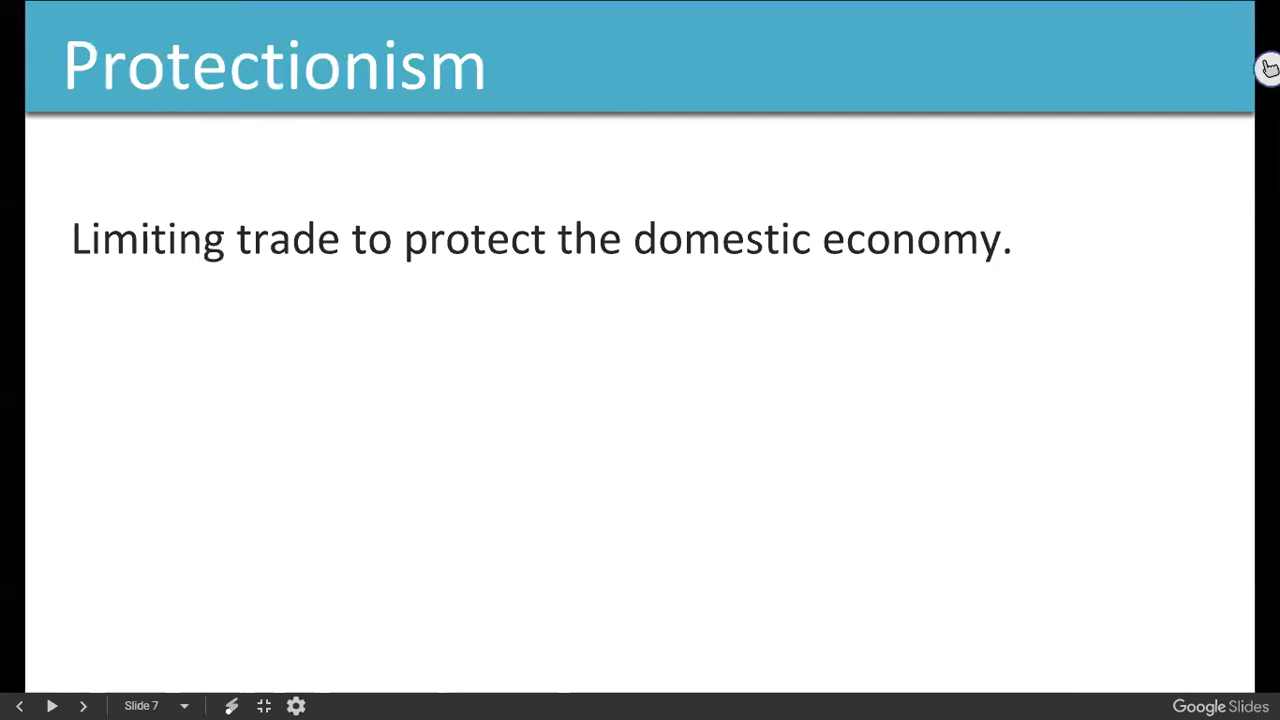 Protectionism
Limiting trade to protect the domestic economy.
Slide 7
Google Slides